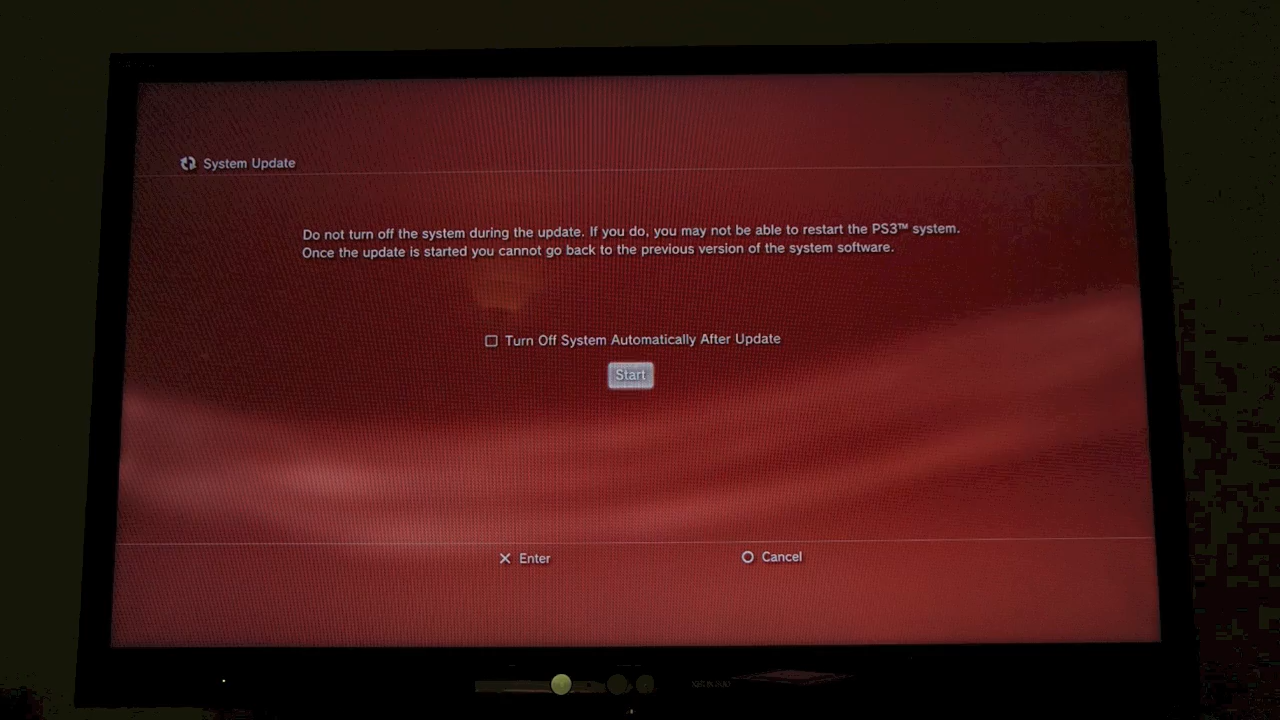 System Update
Do not turn off the system during the update. If you do, you may not be able to restart the PS3™ system.
Once the update is started you cannot go back to the previous version of the system software.
Turn Off System Automatically After Update
Start
Enter
Cancel